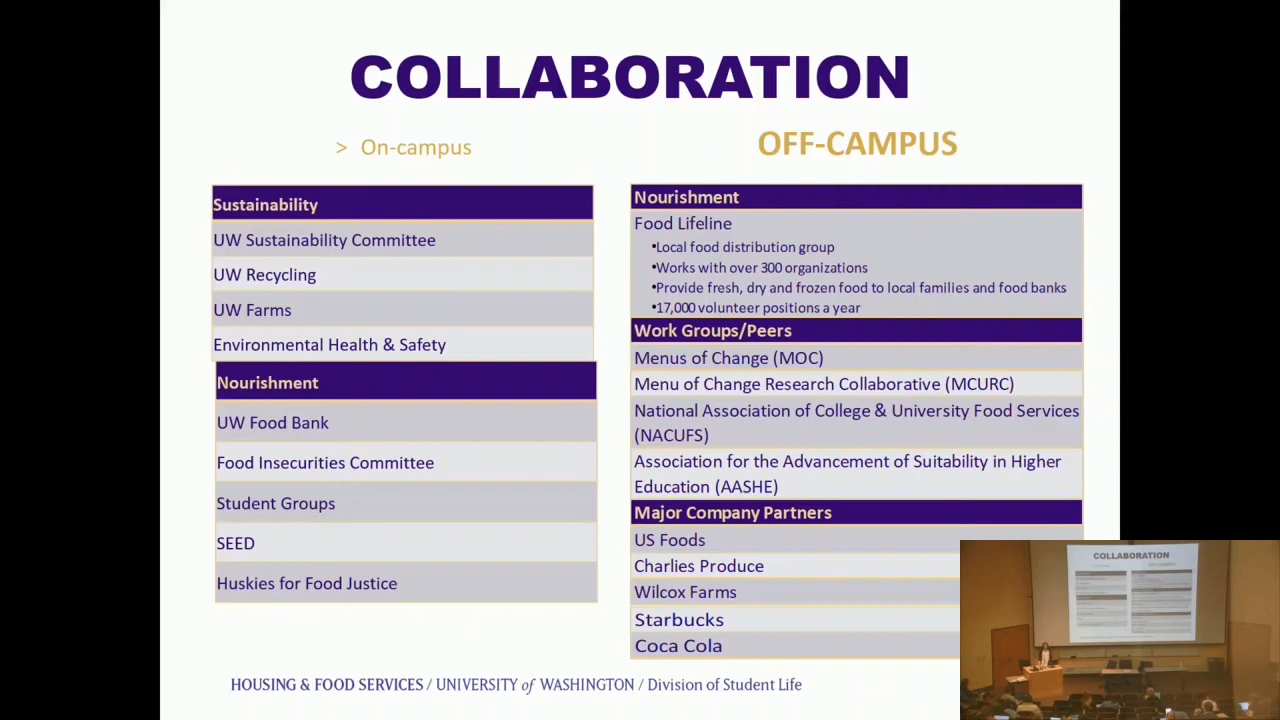 COLLABORATION
> On-campus
Sustainability
UW Sustainability Committee
UW Recycling
UW Farms
Environmental Health & Safety
Nourishment
UW Food Bank
Food Insecurities Committee
Student Groups
SEED
Huskies for Food Justice
OFF-CAMPUS
Nourishment
Food Lifeline
•Local food distribution group
•Works with over 300 organizations
•Provide fresh, dry and frozen food to local families and food banks
•17,000 volunteer positions a year
Work Groups/Peers
Menus of Change (MOC)
Menu of Change Research Collaborative (MCURC)
National Association of College & University Food Services
(NACUFS)
Association for the Advancement of Suitability in Higher
Education (AASHE)
Major Company Partners
US Foods
Charlies Produce
Wilcox Farms
Starbucks
Coca Cola
HOUSING & FOOD SERVICES / UNIVERSITY of WASHINGTON / Division of Student Life
COLLABORATION